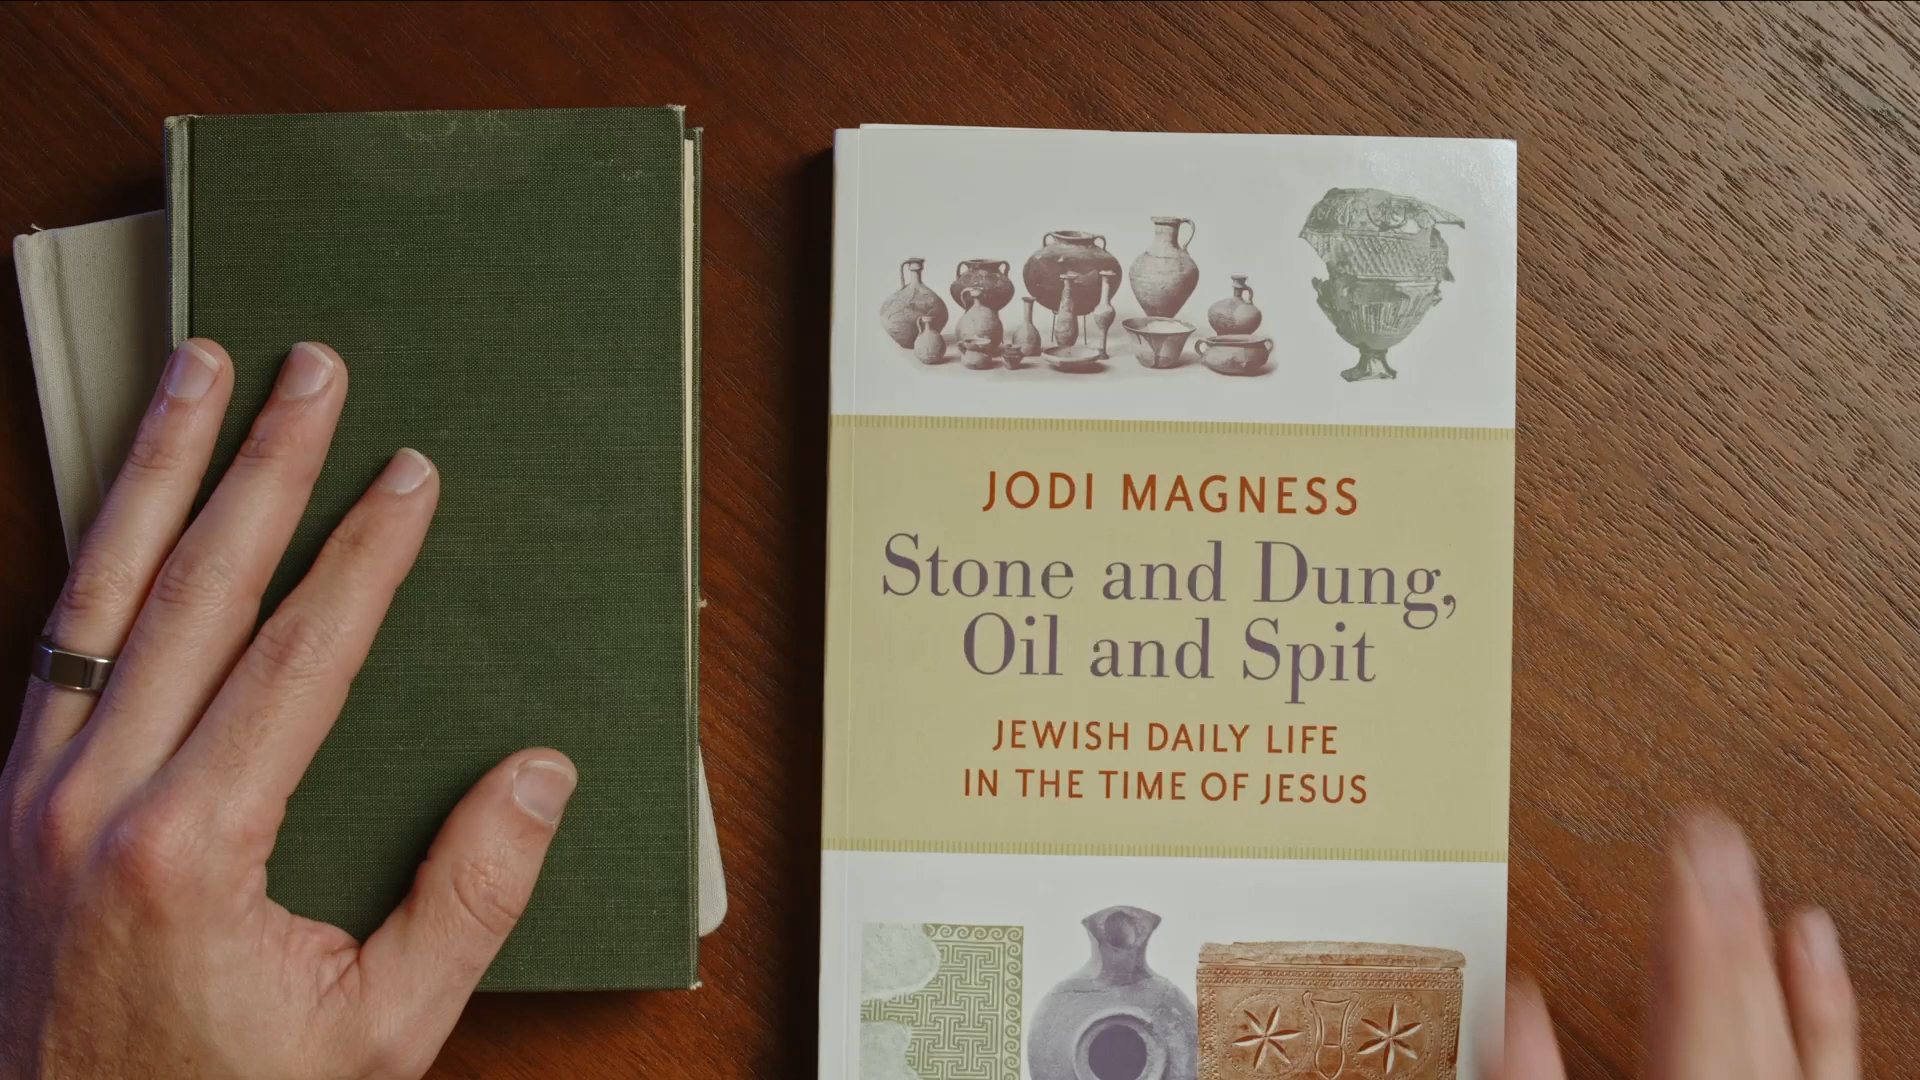 JODI MAGNESS
Stone and Dung,
Oil and Spit
JEWISH DAILY LIFE
IN THE TIME OF JESUS